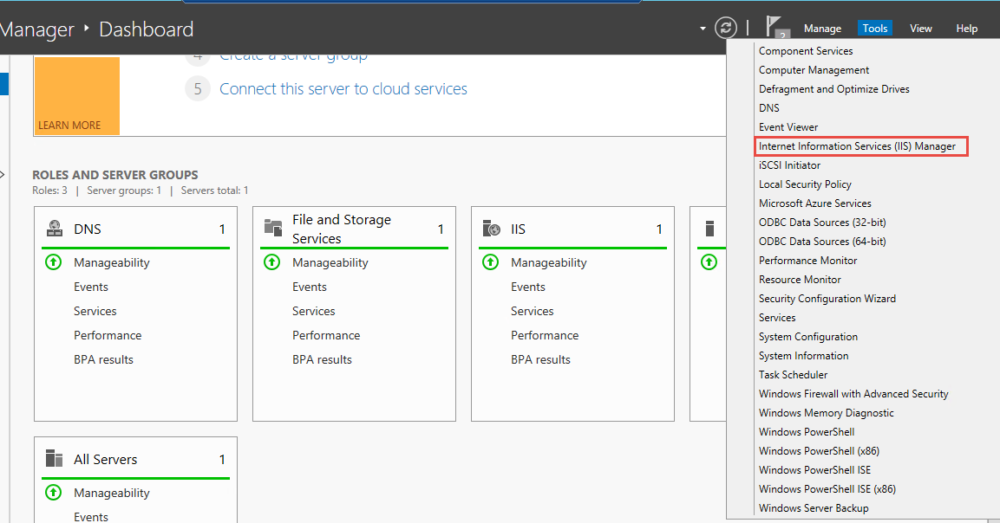 Manager ‣ Dashboard
2
Manage
Tools
View
Help
4 Create a server group
5 Connect this server to cloud services
LEARN MORE
ROLES AND SERVER GROUPS
Roles: 3 | Server groups: 1 | Servers total: 1
DNS 1
Manageability
Events
Services
Performance
BPA results
File and Storage
Services 1
Manageability
Events
Services
Performance
BPA results
IIS 1
Manageability
Events
Services
Performance
BPA results
All Servers 1
Manageability
Events
Component Services
Computer Management
Defragment and Optimize Drives
DNS
Event Viewer
Internet Information Services (IIS) Manager
iSCSI Initiator
Local Security Policy
Microsoft Azure Services
ODBC Data Sources (32-bit)
ODBC Data Sources (64-bit)
Performance Monitor
Resource Monitor
Security Configuration Wizard
Services
System Configuration
System Information
Task Scheduler
Windows Firewall with Advanced Security
Windows Memory Diagnostic
Windows PowerShell
Windows PowerShell (x86)
Windows PowerShell ISE
Windows PowerShell ISE (x86)
Windows Server Backup